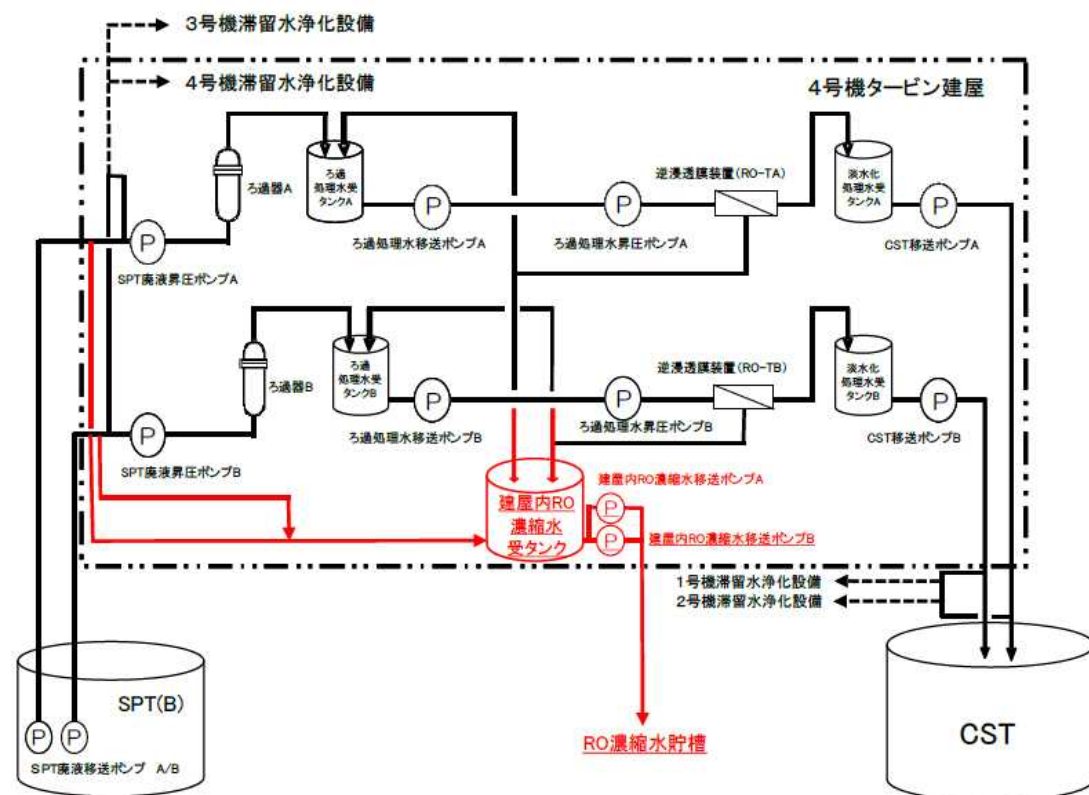 3号機滞留水浄化設備
4号機滞留水浄化設備
4号機タービン建屋
ろ過器A
ろ過
処理水受
タンクA
P
ろ過処理水移送ポンプA
P
ろ過処理水昇圧ポンプA
逆浸透膜装置(RO-TA)
淡水化
処理水受
タンクA
P
CST移送ポンプA
P
SPT廃液昇圧ポンプA
ろ過器B
ろ過
処理水受
タンクB
P
ろ過処理水移送ポンプB
P
ろ過処理水昇圧ポンプB
逆浸透膜装置(RO-TB)
淡水化
処理水受
タンクB
P
CST移送ポンプB
P
SPT廃液昇圧ポンプB
建屋内RO
濃縮水
受タンク
建屋内RO濃縮水移送ポンプA
P
P
建屋内RO濃縮水移送ポンプB
1号機滞留水浄化設備
2号機滞留水浄化設備
SPT(B)
P
P
SPT廃液移送ポンプ A/B
RO濃縮水貯槽
CST